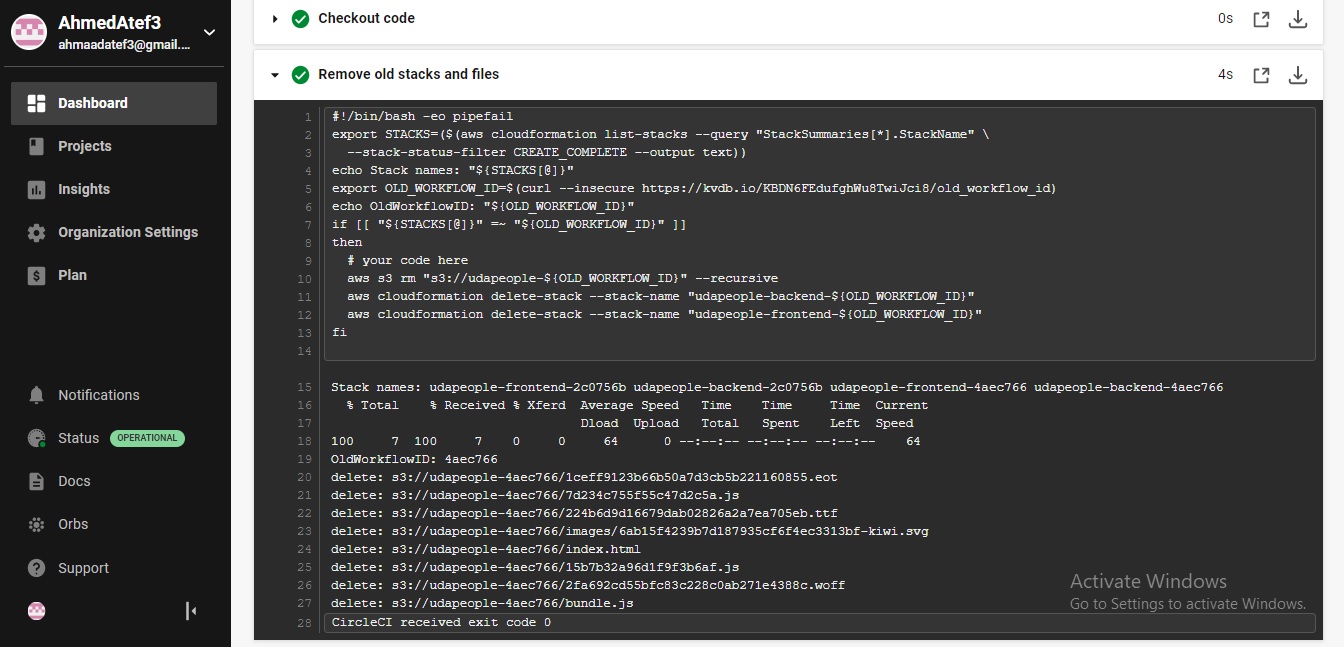 AhmedAtef3
ahmaadatef3@gmail....
Dashboard
Projects
Insights
Organization Settings
Plan
Notifications
Status OPERATIONAL
Docs
Orbs
Support
Checkout code 0s
Remove old stacks and files 4s
1 #!/bin/bash -eo pipefail
2 export STACKS=($(aws cloudformation list-stacks --query "StackSummaries[*].StackName" \
3 --stack-status-filter CREATE_COMPLETE --output text))
4 echo Stack names: "${STACKS[@]}"
5 export OLD_WORKFLOW_ID=$(curl --insecure https://kvdb.io/KBDN6FEdufghWu8TwiJci8/old_workflow_id)
6 echo OldWorkflowID: "${OLD_WORKFLOW_ID}"
7 if [[ "${STACKS[@]}" =~ "${OLD_WORKFLOW_ID}" ]]
8 then
9 # your code here
10 aws s3 rm "s3://udapeople-${OLD_WORKFLOW_ID}" --recursive
11 aws cloudformation delete-stack --stack-name "udapeople-backend-${OLD_WORKFLOW_ID}"
12 aws cloudformation delete-stack --stack-name "udapeople-frontend-${OLD_WORKFLOW_ID}"
13 fi
14
15 Stack names: udapeople-frontend-2c0756b udapeople-backend-2c0756b udapeople-frontend-4aec766 udapeople-backend-4aec766
16 % Total % Received % Xferd Average Speed Time Time Time Current
17 Dload Upload Total Spent Left Speed
18 100 7 100 7 0 0 64 0 --:--:-- --:--:-- --:--:-- 64
19 OldWorkflowID: 4aec766
20 delete: s3://udapeople-4aec766/1ceff9123b66b50a7d3cb5b221160855.eot
21 delete: s3://udapeople-4aec766/7d234c755f55c47d2c5a.js
22 delete: s3://udapeople-4aec766/224b6d9d16679dab02826a2a7ea705eb.ttf
23 delete: s3://udapeople-4aec766/images/6ab15f4239b7d187935cf6f4ec3313bf-kiwi.svg
24 delete: s3://udapeople-4aec766/index.html
25 delete: s3://udapeople-4aec766/15b7b32a96d1f9f3b6af.js
26 delete: s3://udapeople-4aec766/2fa692cd55bfc83c228c0ab271e4388c.woff
27 delete: s3://udapeople-4aec766/bundle.js
28 CircleCI received exit code 0
Activate Windows
Go to Settings to activate Windows.